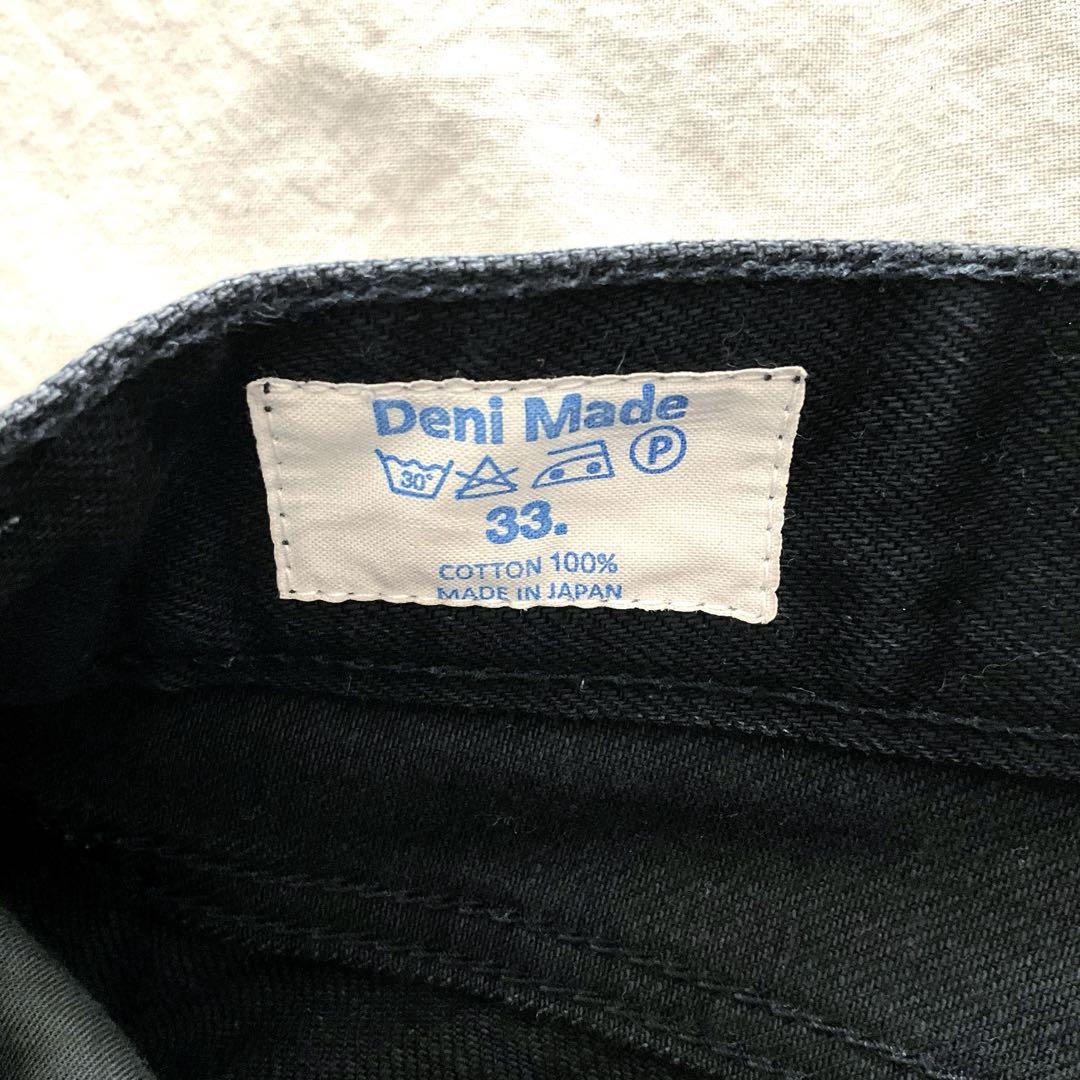 Deni Made
30° P
33.
COTTON 100%
MADE IN JAPAN